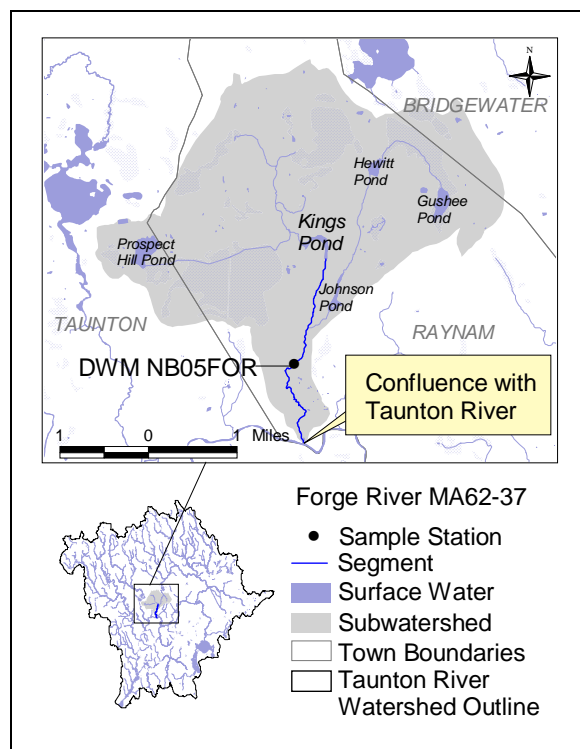 N
BRIDGEWATER
Hewitt
Pond
Gushee
Pond
Kings
Pond
Prospect
Hill Pond
Johnson
Pond
TAUNTON
RAYNAM
DWM NB05FOR
Confluence with
Taunton River
1 0 1 Miles
Forge River MA62-37
Sample Station
Segment
Surface Water
Subwatershed
Town Boundaries
Taunton River
Watershed Outline